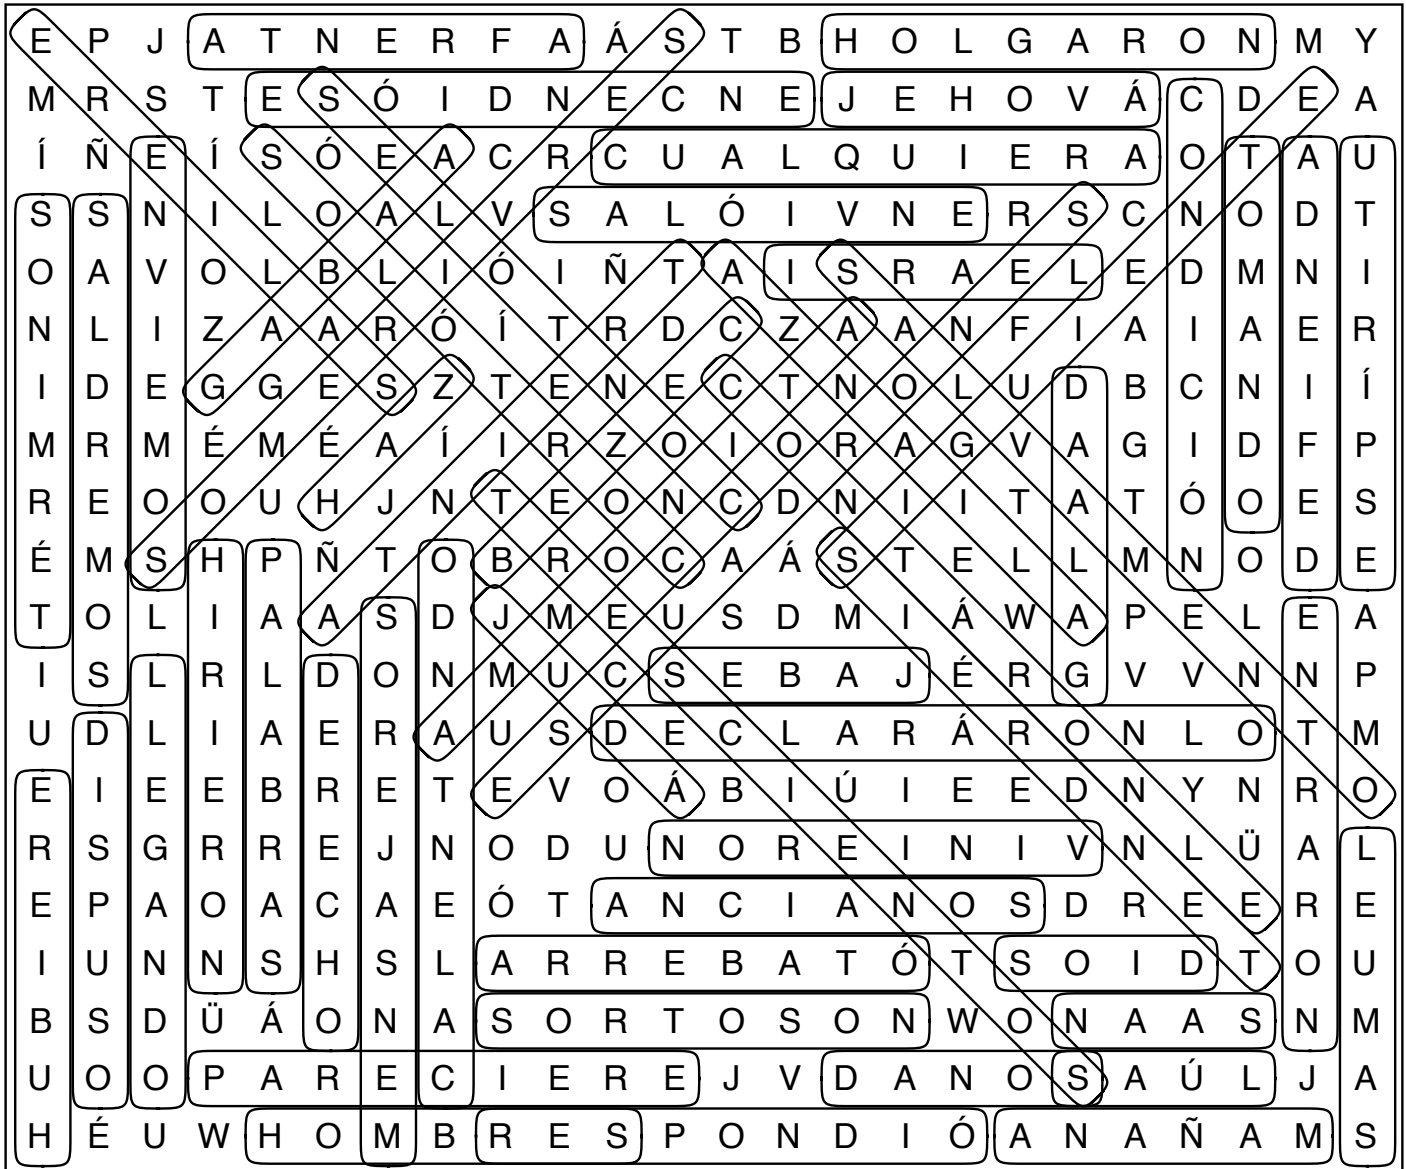 E P J A T N E R F A Á S T B H O L G A R O N M Y
M R S T E S Ó I D N E C N E J E H O V Á C D E A
Í Ñ E Í S Ó E A C R C U A L Q U I E R A O T A U
S S N I L O A L V S A L Ó I V N E R S C N O D T
O A V O L B L I Ó I Ñ T A I S R A E L E D M N I
N L I Z A A R Ó Í T R D C Z A A N F I A I A E R
I D E G G E S Z T E N E C T N O L U D B C N I Í
M R M É M É A Í I R Z O I O R A G V A G I D F P
R E O O U H J N T E O N C D N I I T A T Ó O E S
É M S H P Ñ T O B R O C A Á S T E L L M N O D E
T O L I A A S D J M E U S D M I Á W A P E L E A
I S L R L D O N M U C S E B A J É R G V V N N P
U D L I A E R A U S D E C L A R Á R O N L O T M
E I E E B R E T E V O Á B I Ú I E E D N Y N R O
R S G R R E J N O D U N O R E I N I V N L Ü A L
E P A O A C A E Ó T A N C I A N O S D R E E R E
I U N N S H S L A R R E B A T Ó T S O I D T O U
B S D Ü Á O N A S O R T O S O N W O N A A S N M
U O O P A R E C I E R E J V D A N O S A Ú L J A
H É U W H O M B R E S P O N D I Ó A N A Ñ A M S